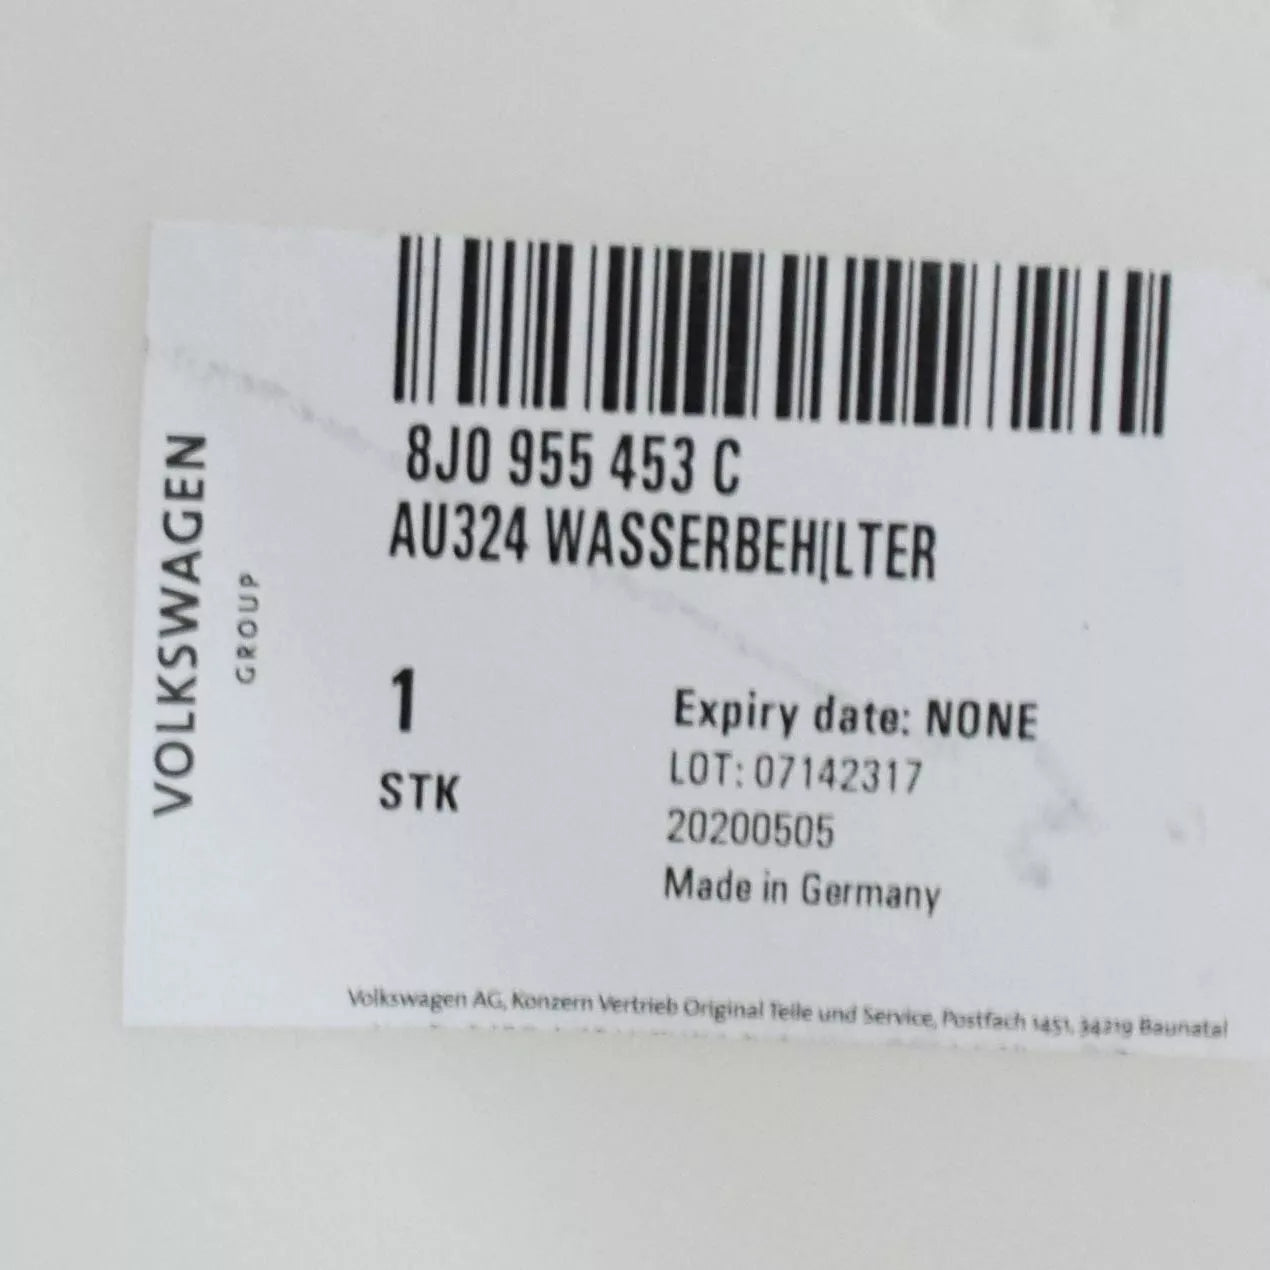 8J0 955 453 C
AU324 WASSERBEH[LTER
1
STK
Expiry date: NONE
LOT: 07142317
20200505
Made in Germany
VOLKSWAGEN
GROUP
Volkswagen AG, Konzern Vertrieb Original Teile und Service, Postfach 1451, 34219 Baunatal